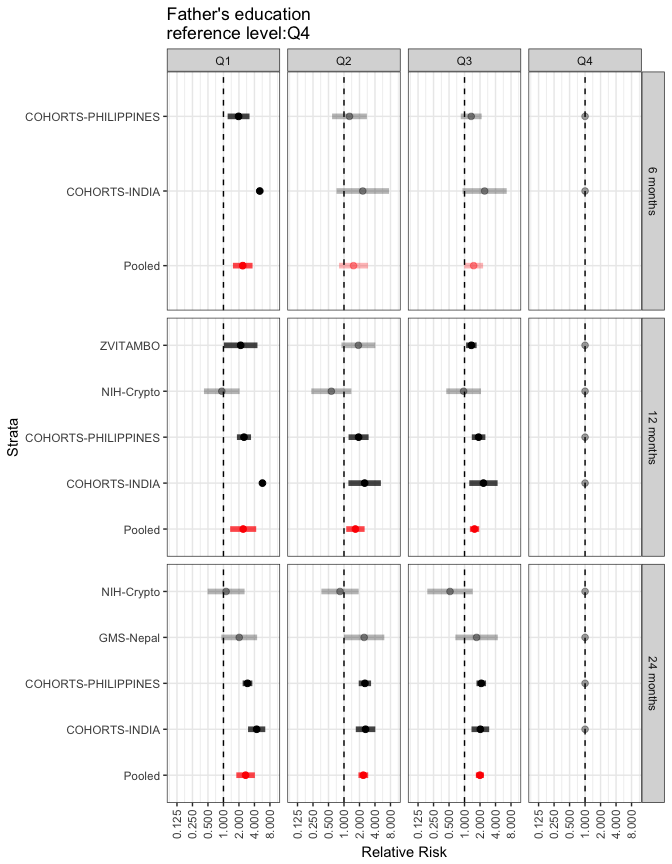 Father's education
reference level:Q4
Q1 Q2 Q3 Q4
COHORTS-PHILIPPINES
COHORTS-INDIA
Pooled
6 months
ZVITAMBO
NIH-Crypto
COHORTS-PHILIPPINES
COHORTS-INDIA
Pooled
12 months
NIH-Crypto
GMS-Nepal
COHORTS-PHILIPPINES
COHORTS-INDIA
Pooled
24 months
Strata
0.125 0.250 0.500 1.000 2.000 4.000 8.000 0.125 0.250 0.500 1.000 2.000 4.000 8.000 0.125 0.250 0.500 1.000 2.000 4.000 8.000 0.125 0.250 0.500 1.000 2.000 4.000 8.000
Relative Risk